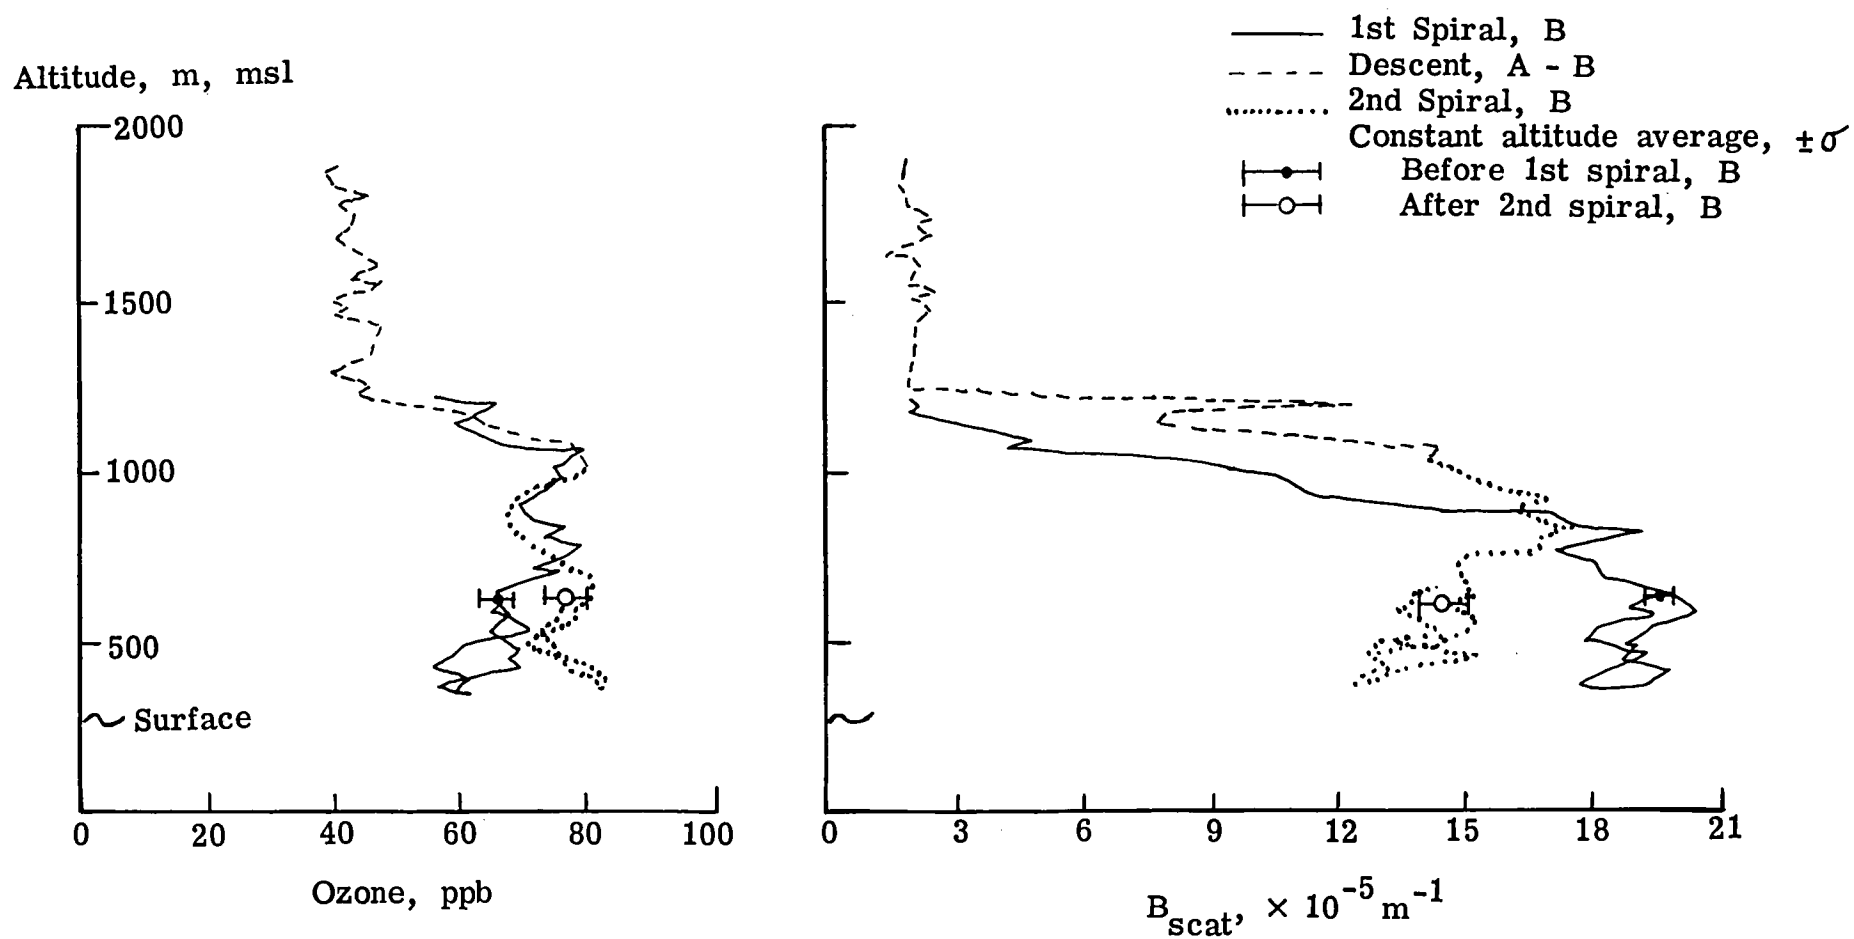 1st Spiral, B
Descent, A - B
2nd Spiral, B
Constant altitude average, ±σ
Before 1st spiral, B
After 2nd spiral, B
Altitude, m, msl
2000
1500
1000
500
Surface
0 20 40 60 80 100
0 3 6 9 12 15 18 21
Ozone, ppb
B_scat, × 10^-5 m^-1